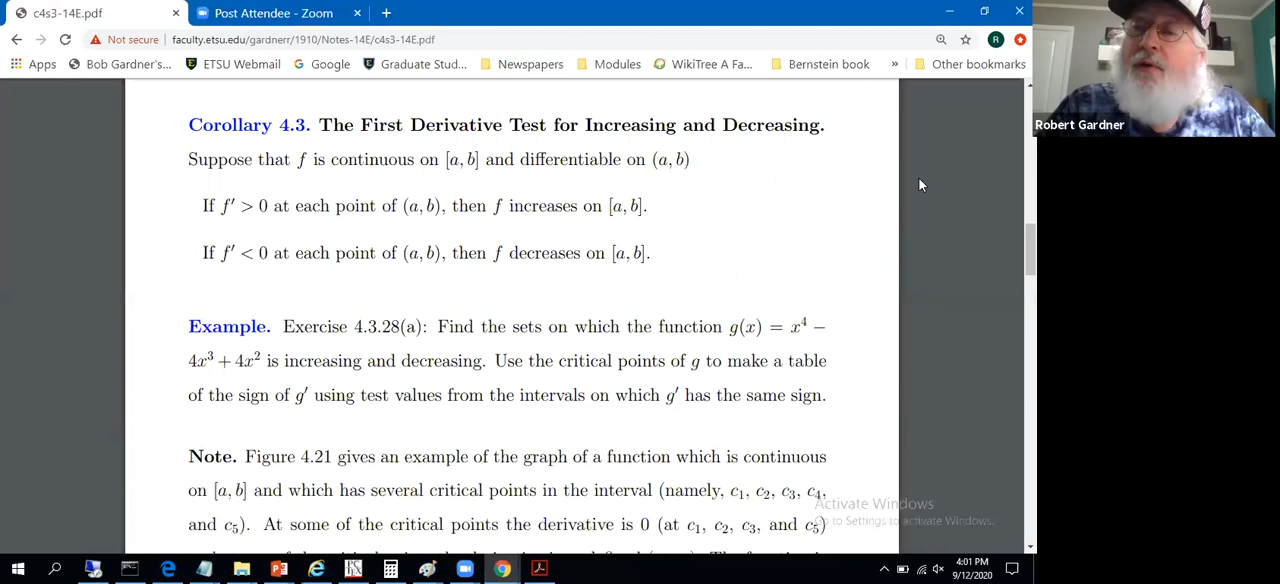 c4s3-14E.pdf
Post Attendee - Zoom
Not secure | faculty.etsu.edu/gardnerr/1910/Notes-14E/c4s3-14E.pdf
R
Apps Bob Gardner's... ETSU Webmail Google Graduate Stud... Newspapers Modules WikiTree A Fa... Bernstein book » Other bookmarks
Robert Gardner
Corollary 4.3. The First Derivative Test for Increasing and Decreasing.
Suppose that f is continuous on [a, b] and differentiable on (a, b)
If f′ > 0 at each point of (a, b), then f increases on [a, b].
If f′ < 0 at each point of (a, b), then f decreases on [a, b].
Example. Exercise 4.3.28(a): Find the sets on which the function g(x) = x⁴ −
4x³ + 4x² is increasing and decreasing. Use the critical points of g to make a table
of the sign of g′ using test values from the intervals on which g′ has the same sign.
Note. Figure 4.21 gives an example of the graph of a function which is continuous
on [a, b] and which has several critical points in the interval (namely, c₁, c₂, c₃, c₄,
and c₅). At some of the critical points the derivative is 0 (at c₁, c₂, c₃, and c₅)
Activate Windows
Go to Settings to activate Windows.
4:01 PM
9/12/2020